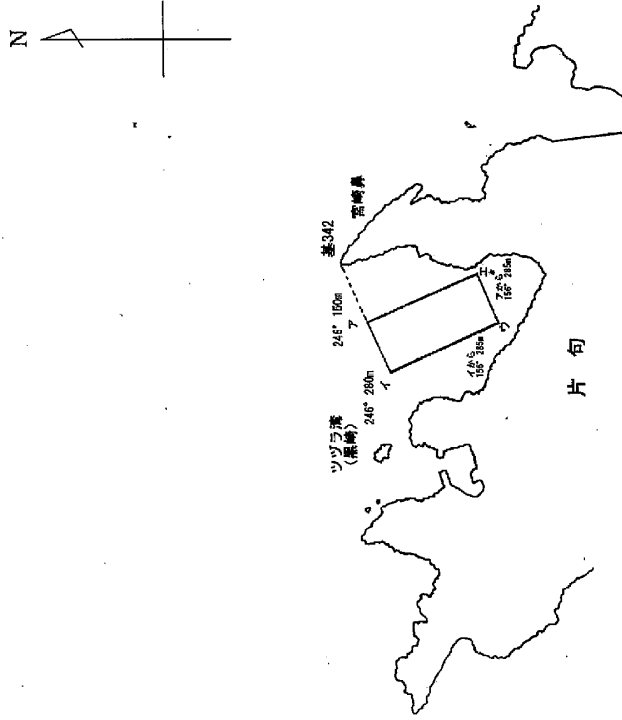 N
基342
宮崎鼻
246° 150m
ア
246° 280m
イ
ツヅラ湾
(黒崎)
イから
156° 285m
ウ
エ
アから
156° 285m
片句